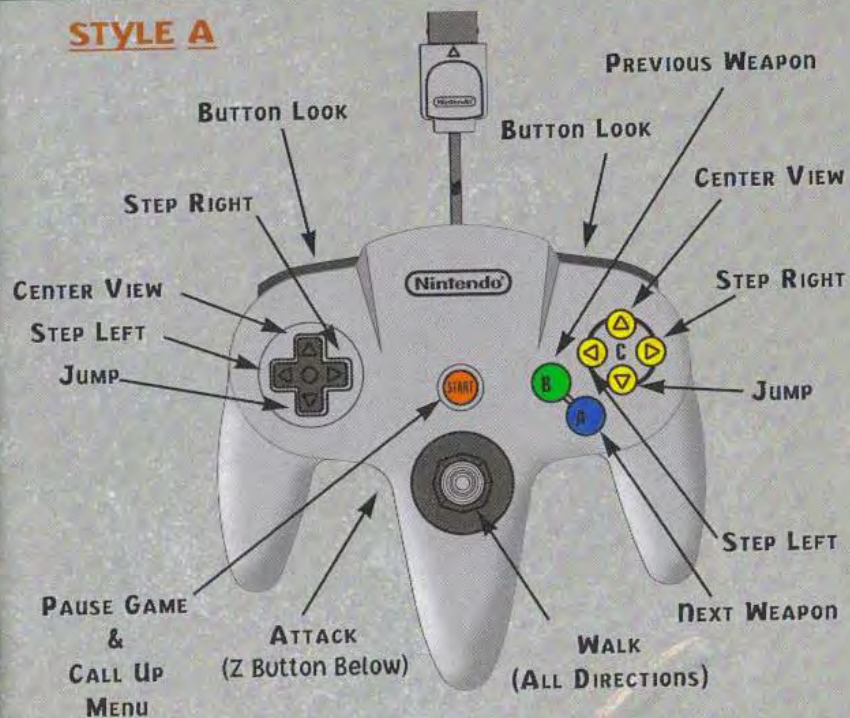 STYLE A
PREVIOUS WEAPON
BUTTON LOOK
BUTTON LOOK
CENTER VIEW
STEP RIGHT
CENTER VIEW
STEP RIGHT
STEP LEFT
JUMP
JUMP
Nintendo
Nintendo
START
B
A
C
STEP LEFT
NEXT WEAPON
PAUSE GAME
&
CALL UP
MENU
ATTACK
(Z Button Below)
WALK
(ALL DIRECTIONS)